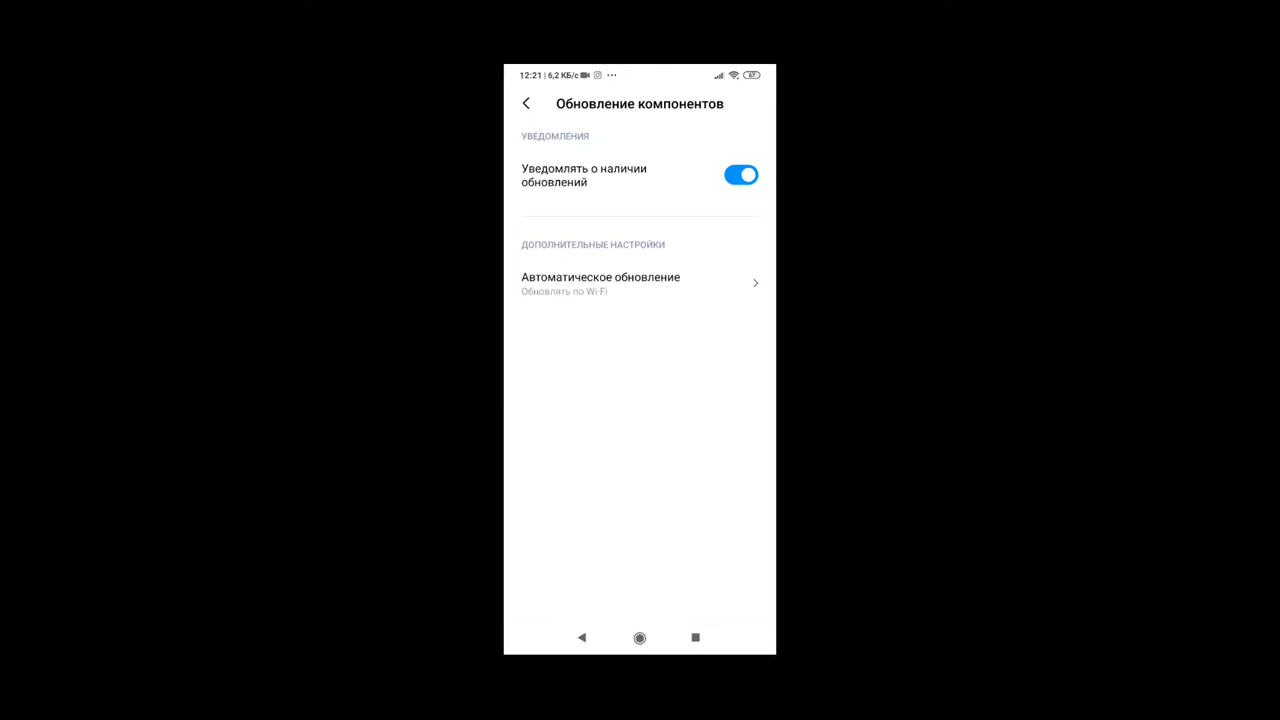 12:21 | 6,2 КБ/с ...
67
Обновление компонентов
УВЕДОМЛЕНИЯ
Уведомлять о наличии
обновлений
ДОПОЛНИТЕЛЬНЫЕ НАСТРОЙКИ
Автоматическое обновление
Обновлять по Wi-Fi